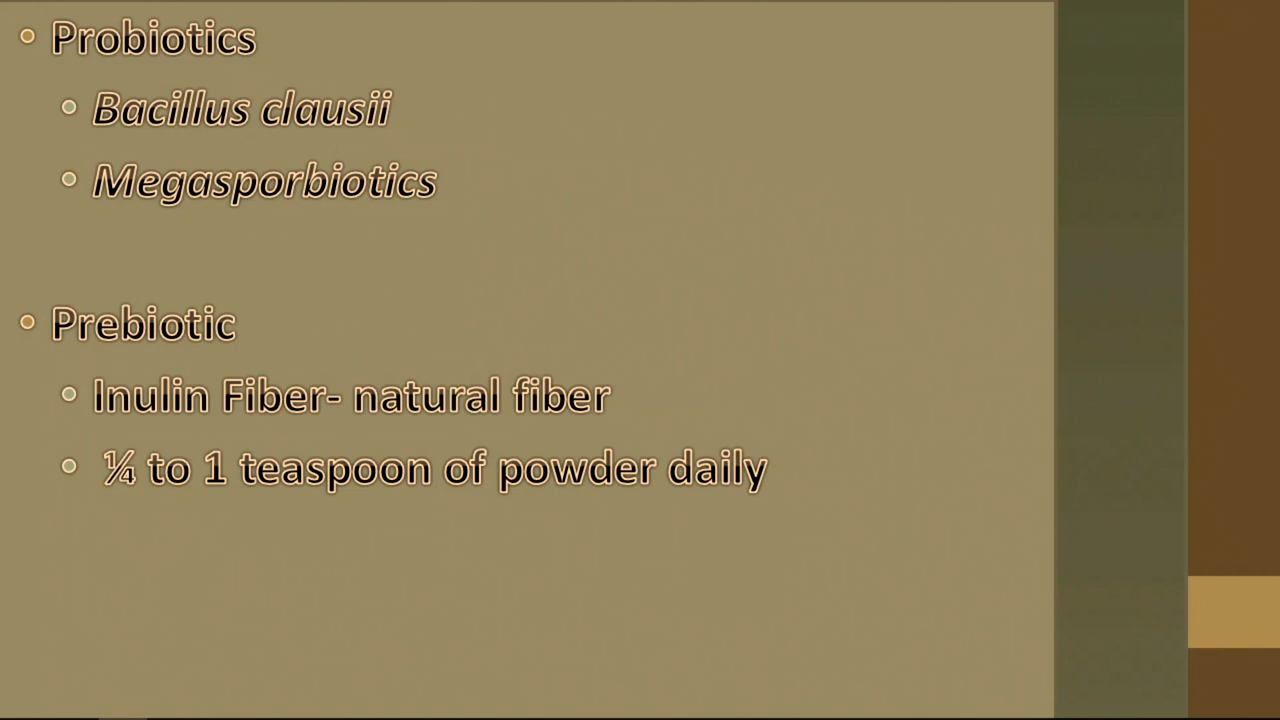 • Probiotics
• Bacillus clausii
• Megasporbiotics
• Prebiotic
• Inulin Fiber- natural fiber
• ¼ to 1 teaspoon of powder daily